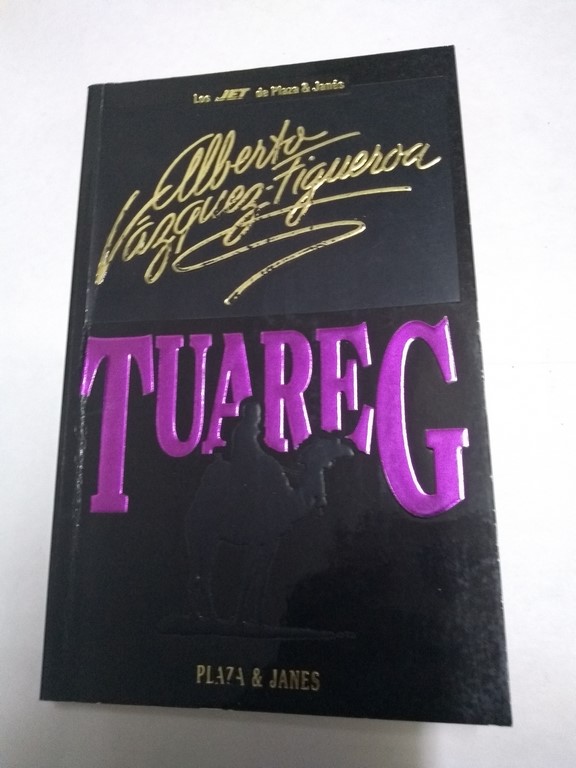 Los JET de Plaza & Janés
Alberto
Vázquez-Figueroa
TUAREG
PLAZA & JANES